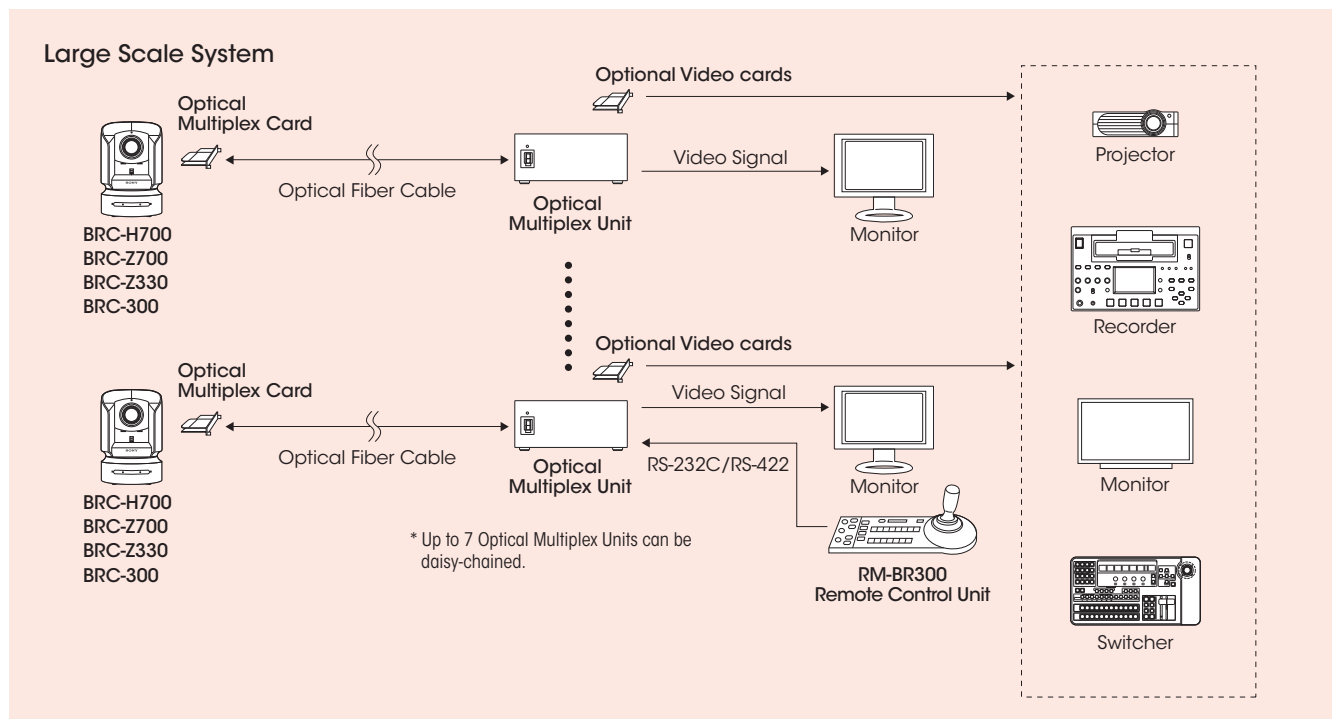 Large Scale System
Optional Video cards
Optical
Multiplex Card
Optical Fiber Cable
Optical
Multiplex Unit
Video Signal
Monitor
BRC-H700
BRC-Z700
BRC-Z330
BRC-300
Optional Video cards
Optical
Multiplex Card
Optical Fiber Cable
Optical
Multiplex Unit
Video Signal
RS-232C/RS-422
Monitor
BRC-H700
BRC-Z700
BRC-Z330
BRC-300
* Up to 7 Optical Multiplex Units can be
daisy-chained.
RM-BR300
Remote Control Unit
Projector
Recorder
Monitor
Switcher
SONY
SONY